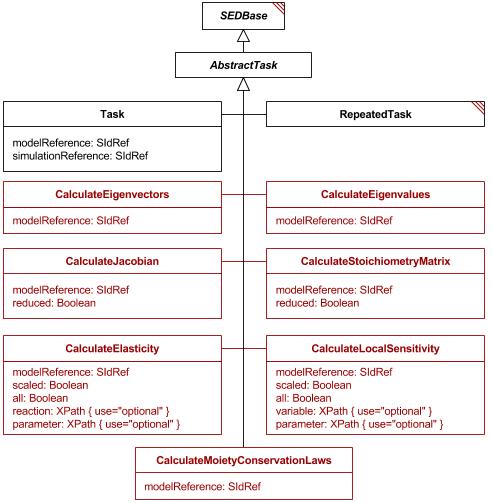 SEDBase
AbstractTask
Task
modelReference: SIdRef
simulationReference: SIdRef
RepeatedTask
CalculateEigenvectors
modelReference: SIdRef
CalculateEigenvalues
modelReference: SIdRef
CalculateJacobian
modelReference: SIdRef
reduced: Boolean
CalculateStoichiometryMatrix
modelReference: SIdRef
reduced: Boolean
CalculateElasticity
modelReference: SIdRef
scaled: Boolean
all: Boolean
reaction: XPath { use="optional" }
parameter: XPath { use="optional" }
CalculateLocalSensitivity
modelReference: SIdRef
scaled: Boolean
all: Boolean
variable: XPath { use="optional" }
parameter: XPath { use="optional" }
CalculateMoietyConservationLaws
modelReference: SIdRef